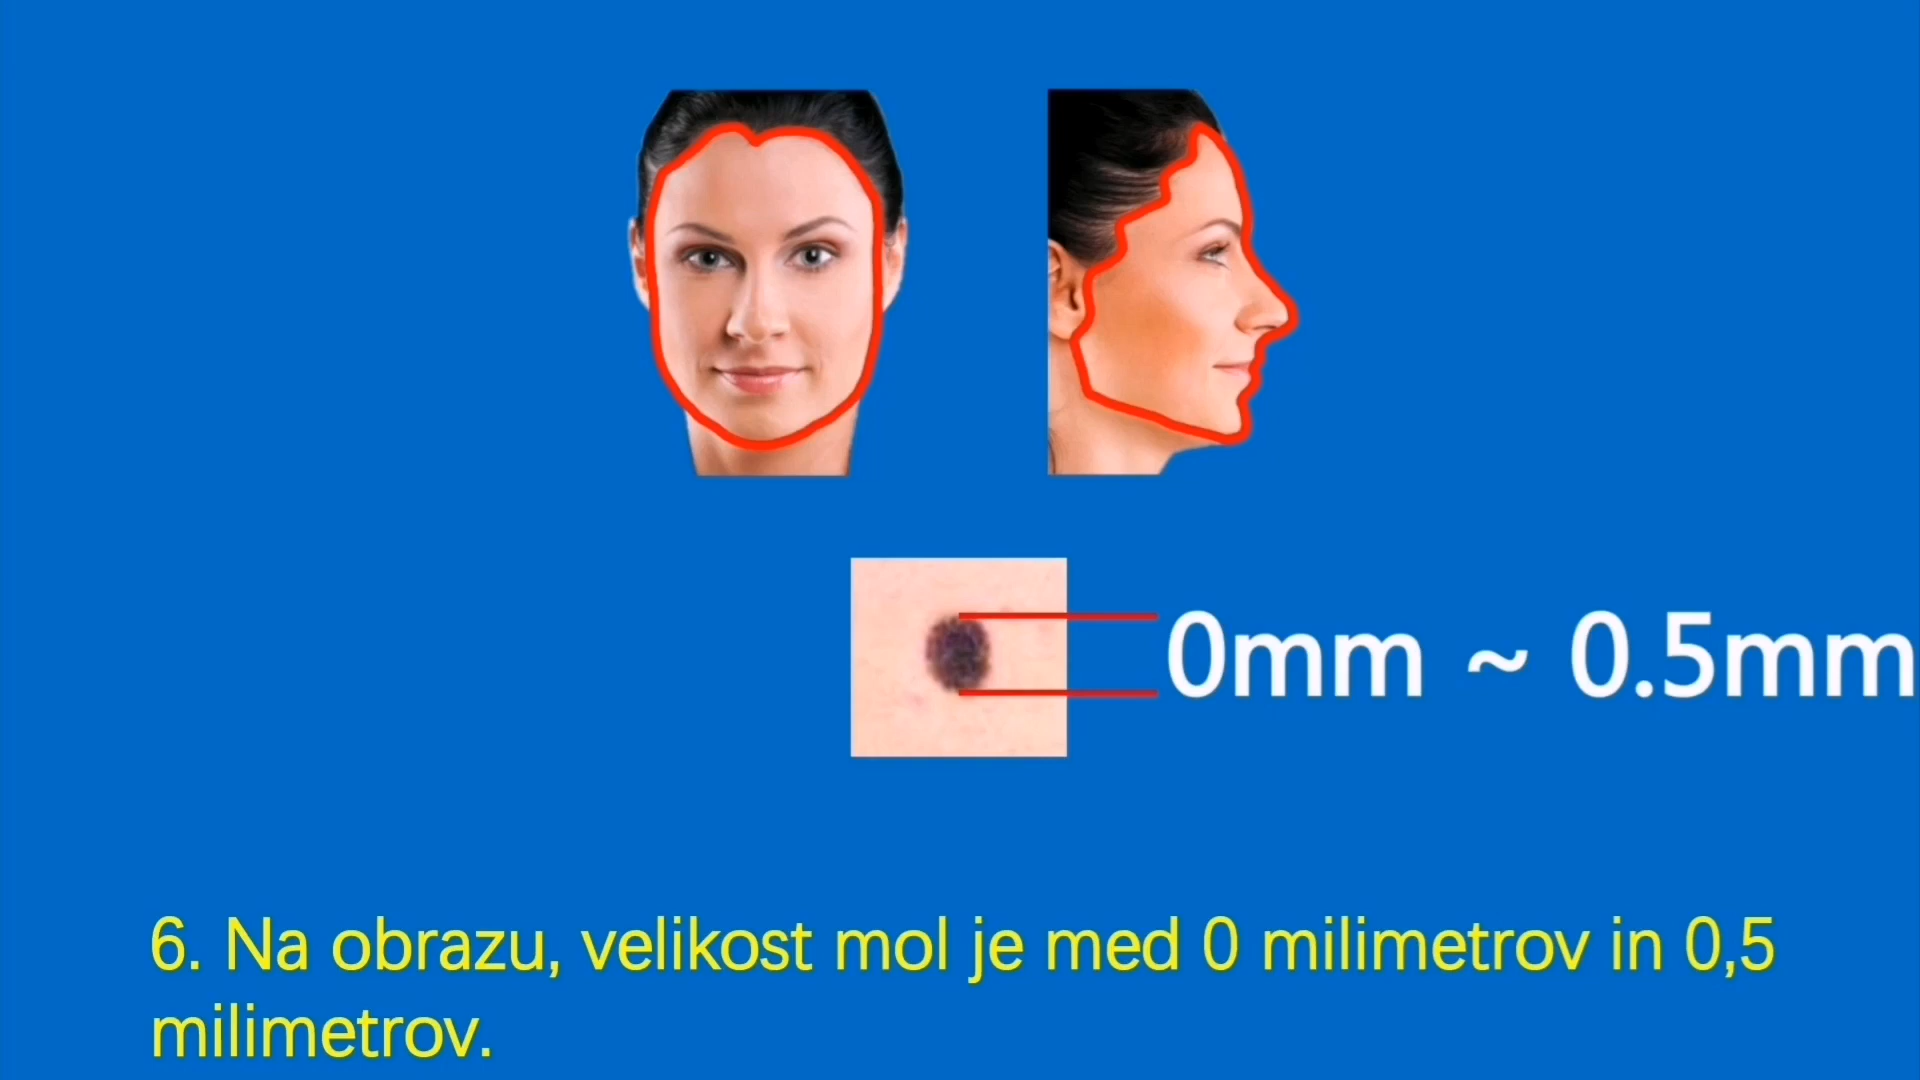 0mm ~ 0.5mm
6. Na obrazu, velikost mol je med 0 milimetrov in 0,5
milimetrov.